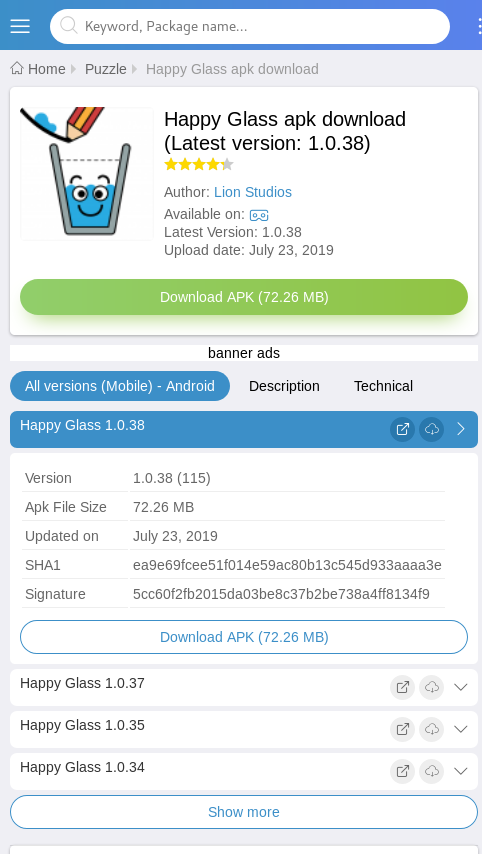 Keyword, Package name...
Home Puzzle Happy Glass apk download
Happy Glass apk download
(Latest version: 1.0.38)
Author: Lion Studios
Available on:
Latest Version: 1.0.38
Upload date: July 23, 2019
Download APK (72.26 MB)
banner ads
All versions (Mobile) - Android Description Technical
Happy Glass 1.0.38
Version 1.0.38 (115)
Apk File Size 72.26 MB
Updated on July 23, 2019
SHA1 ea9e69fcee51f014e59ac80b13c545d933aaaa3e
Signature 5cc60f2fb2015da03be8c37b2be738a4ff8134f9
Download APK (72.26 MB)
Happy Glass 1.0.37
Happy Glass 1.0.35
Happy Glass 1.0.34
Show more